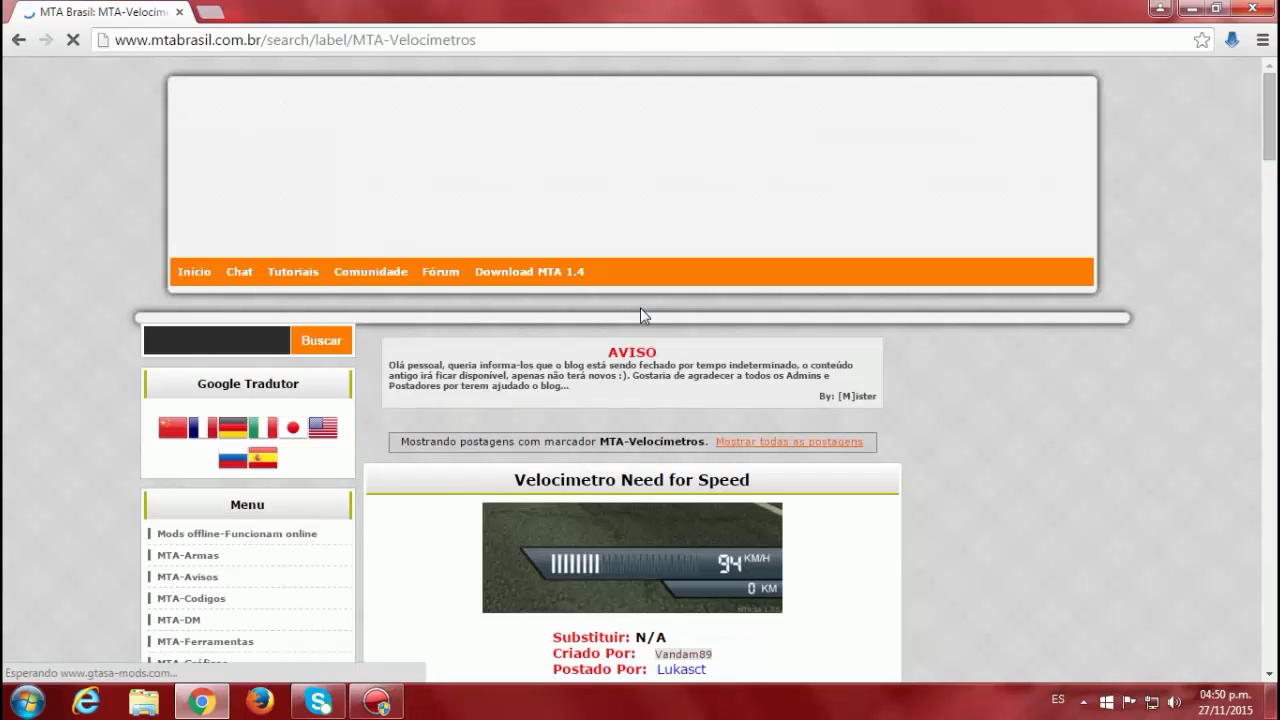 MTA Brasil: MTA-Velocím
www.mtabrasil.com.br/search/label/MTA-Velocímetros
Início Chat Tutoriais Comunidade Fórum Download MTA 1.4
Buscar
Google Tradutor
Menu
Mods offline-Funcionam online
MTA-Armas
MTA-Avisos
MTA-Codigos
MTA-DM
MTA-Ferramentas
MTA-Gráficos
AVISO
Olá pessoal, queria informa-los que o blog está sendo fechado por tempo indeterminado, o conteúdo
antigo irá ficar disponível, apenas não terá novos :). Gostaria de agradecer a todos os Admins e
Postadores por terem ajudado o blog...
By: [M]ister
Mostrando postagens com marcador MTA-Velocímetros. Mostrar todas as postagens
Velocimetro Need for Speed
94 KM/H
0 KM
Substituir: N/A
Criado Por: Vandam89
Postado Por: Lukasct
Esperando www.gtasa-mods.com...
ES
04:50 p.m.
27/11/2015